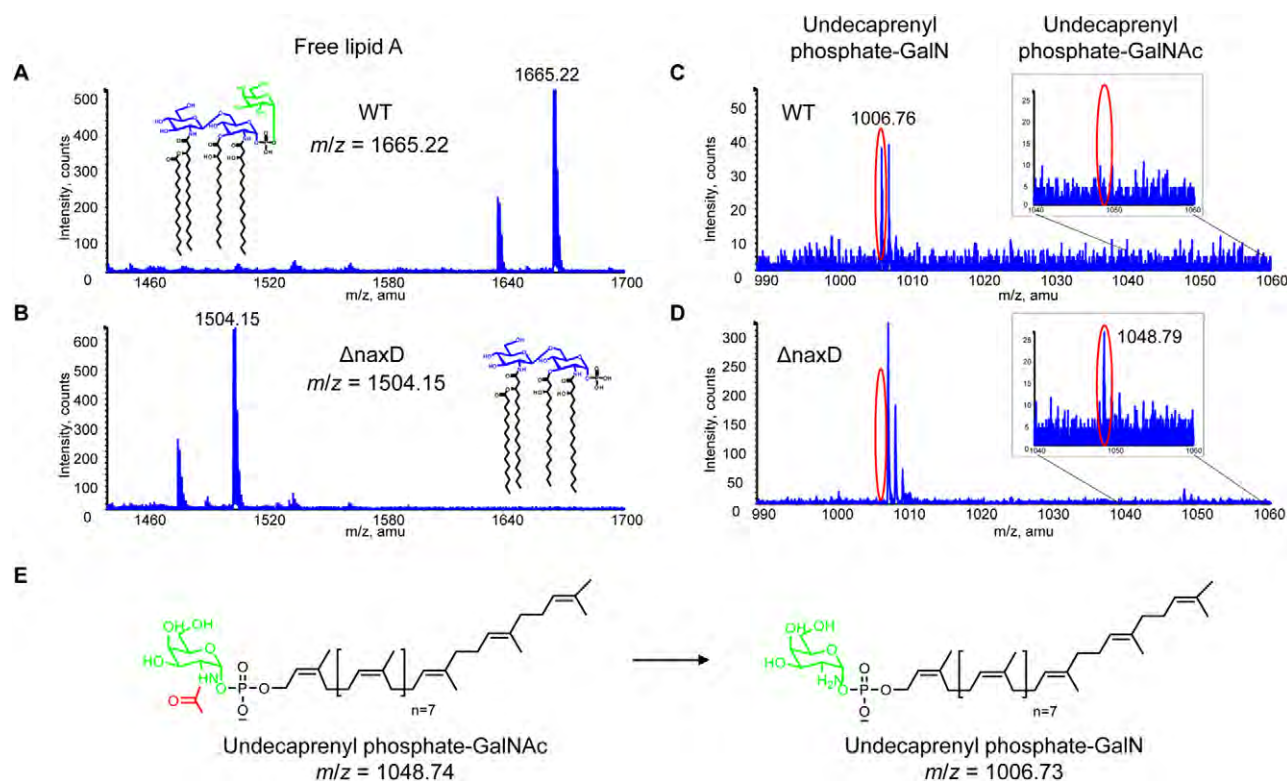 Free lipid A
Undecaprenyl
phosphate-GalN
Undecaprenyl
phosphate-GalNAc
A
500
400
300
200
100
0
Intensity, counts
WT
m/z = 1665.22
1665.22
1460
1520
1580
1640
1700
m/z, amu
B
600
500
400
300
200
100
0
Intensity, counts
1504.15
ΔnaxD
m/z = 1504.15
1460
1520
1580
1640
1700
m/z, amu
C
50
40
30
20
10
0
Intensity, counts
WT
1006.76
25
20
15
10
5
0
1040
1050
1060
990
1000
1010
1020
1030
1040
1050
1060
m/z, amu
D
300
250
200
150
100
50
0
Intensity, counts
ΔnaxD
1048.79
25
20
15
10
5
0
1040
1050
1060
990
1000
1010
1020
1030
1040
1050
1060
m/z, amu
E
OH
OH
HO
O
HN
O
O
P
O
O
O
n=7
Undecaprenyl phosphate-GalNAc
m/z = 1048.74
OH
OH
HO
O
H₂N
O
P
O
O
O
n=7
Undecaprenyl phosphate-GalN
m/z = 1006.73